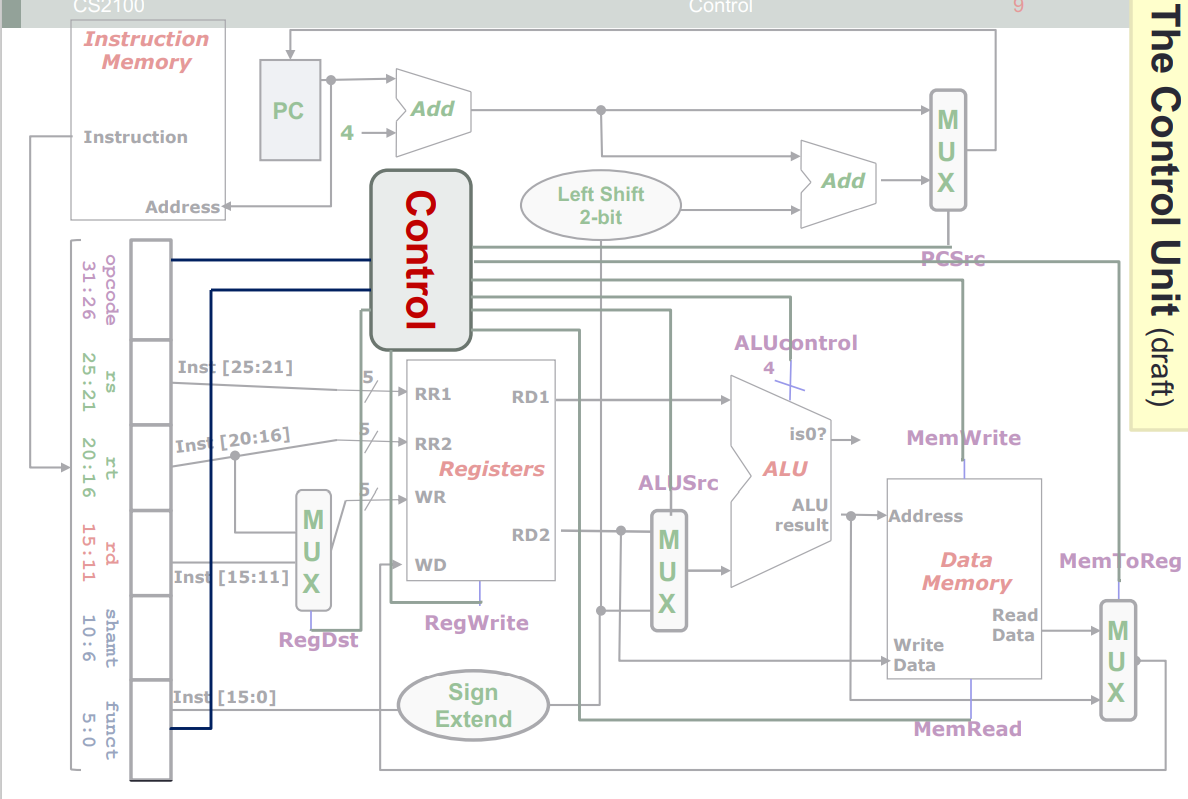 CS2100
Control
9
The Control Unit (draft)
Instruction
Memory
Instruction
Address
PC
4
Add
Left Shift
2-bit
Add
M
U
X
PCSrc
Control
opcode
31:26
rs
25:21
rt
20:16
rd
15:11
shamt
10:6
funct
5:0
Inst [25:21]
Inst [20:16]
Inst [15:11]
Inst [15:0]
5
5
5
M
U
X
RegDst
RR1
RR2
WR
WD
RD1
RD2
Registers
RegWrite
Sign
Extend
ALUSrc
M
U
X
ALUcontrol
4
is0?
ALU
ALU
result
MemWrite
Address
Data
Memory
Read
Data
Write
Data
MemRead
MemToReg
M
U
X